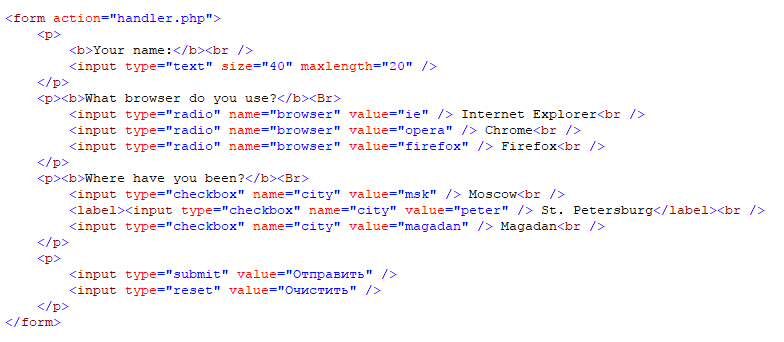 <form action="handler.php">
    <p>
        <b>Your name:</b><br />
        <input type="text" size="40" maxlength="20" />
    </p>
    <p><b>What browser do you use?</b><Br>
        <input type="radio" name="browser" value="ie" /> Internet Explorer<br />
        <input type="radio" name="browser" value="opera" /> Chrome<br />
        <input type="radio" name="browser" value="firefox" /> Firefox<br />
    </p>
    <p><b>Where have you been?</b><Br>
        <input type="checkbox" name="city" value="msk" /> Moscow<br />
        <label><input type="checkbox" name="city" value="peter" /> St. Petersburg</label><br />
        <input type="checkbox" name="city" value="magadan" /> Magadan<br />
    </p>
    <p>
        <input type="submit" value="Отправить" />
        <input type="reset" value="Очистить" />
    </p>
</form>